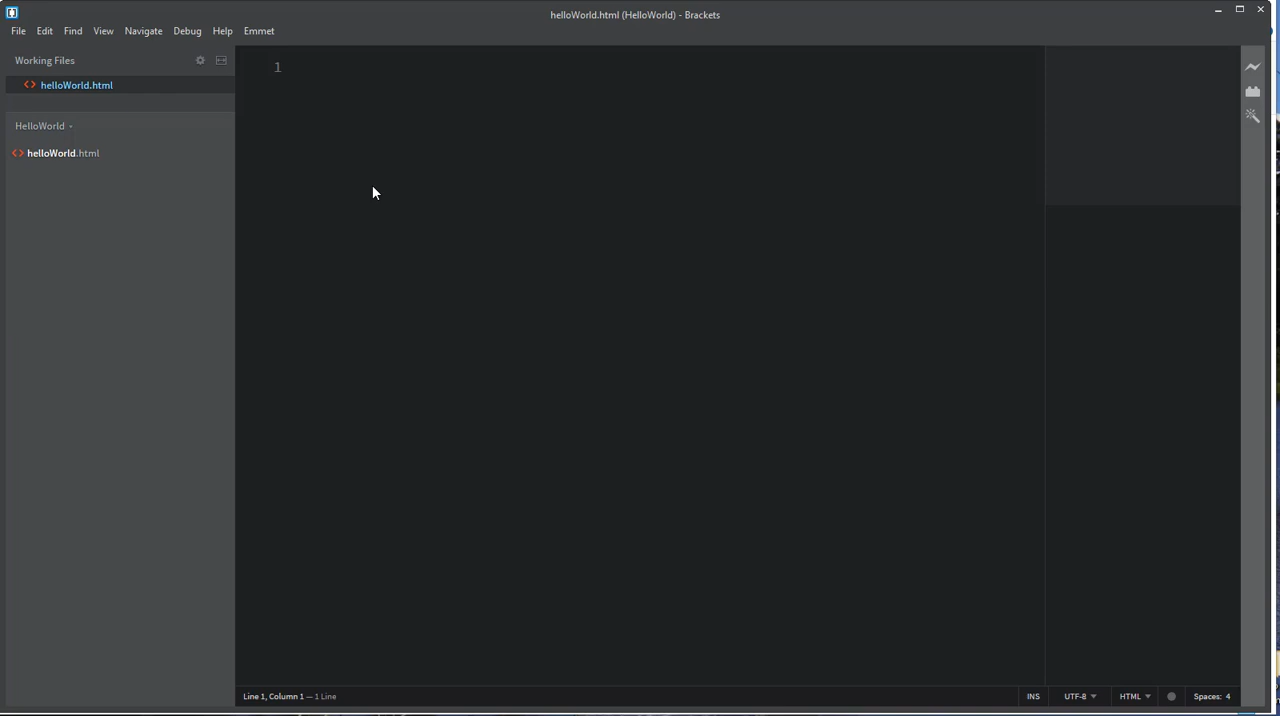 helloWorld.html (HelloWorld) - Brackets
File Edit Find View Navigate Debug Help Emmet
Working Files
<> helloWorld.html
HelloWorld
<> helloWorld.html
1
Line 1, Column 1 — 1 Line
INS UTF-8 HTML Spaces: 4